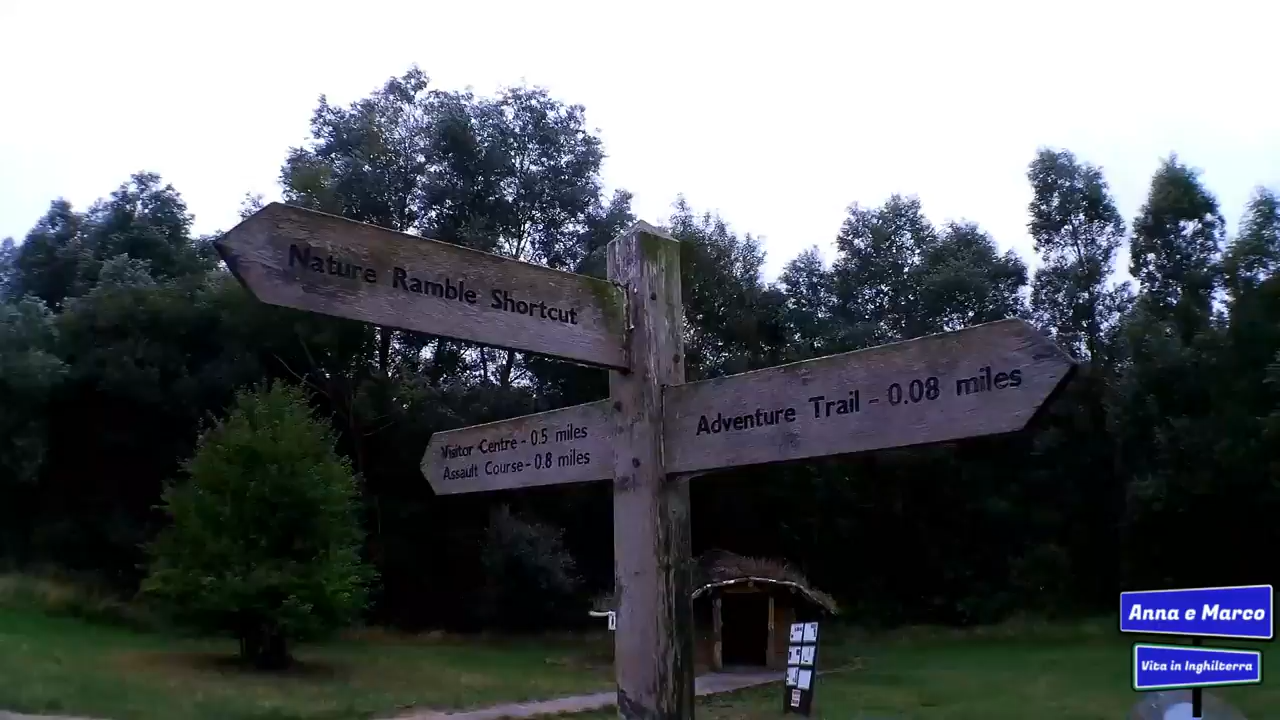 Nature Ramble Shortcut
Adventure Trail - 0.08 miles
Visitor Centre - 0.5 miles
Assault Course - 0.8 miles
Anna e Marco
Vita in Inghilterra